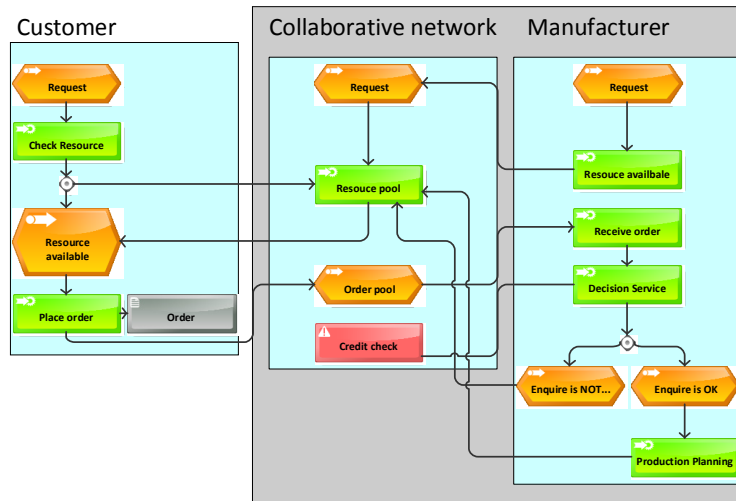 Customer
Collaborative network
Manufacturer
Request
Check Resource
Resource
available
Place order
Order
Request
Resouce pool
Order pool
Credit check
Request
Resouce availbale
Receive order
Decision Service
Enquire is NOT...
Enquire is OK
Production Planning